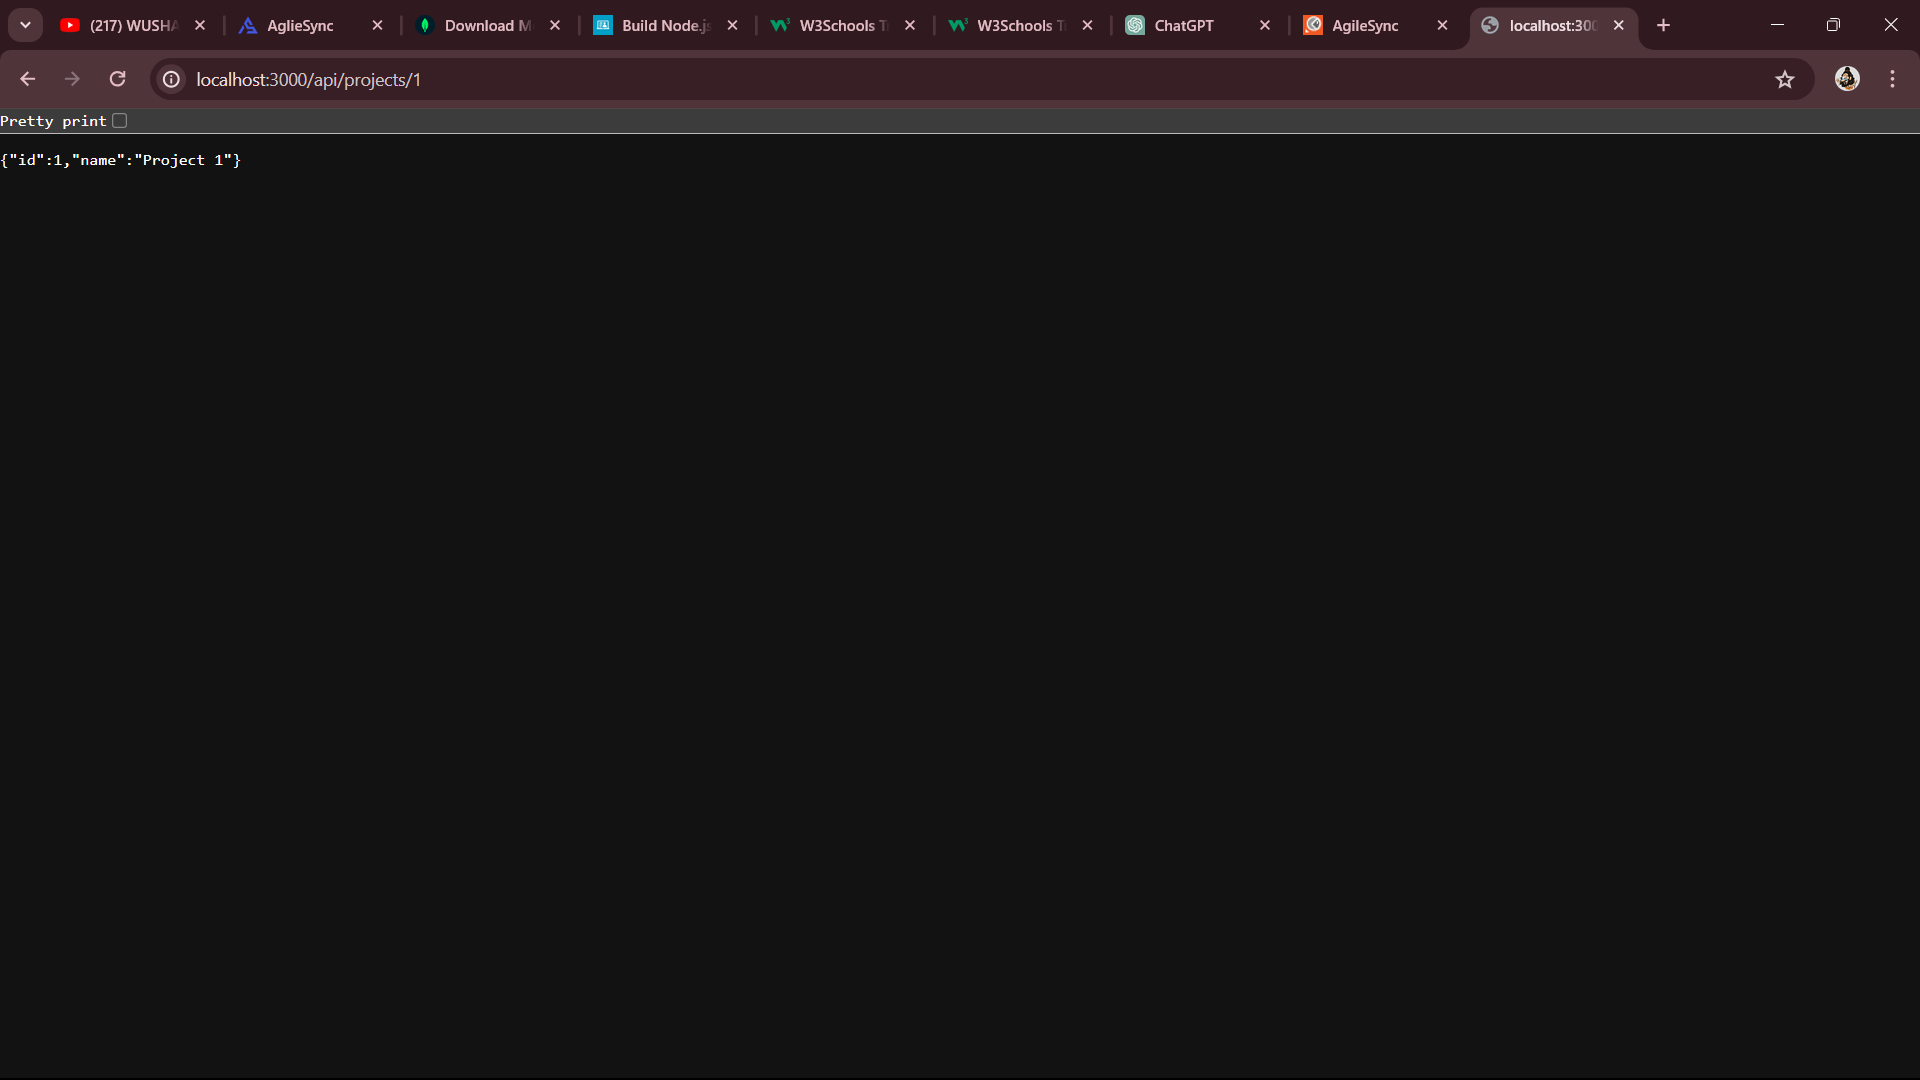 (217) WUSHA
AglieSync
Download M
Build Node.js
W3Schools T
W3Schools T
ChatGPT
AgileSync
localhost:300
localhost:3000/api/projects/1
Pretty print
{"id":1,"name":"Project 1"}